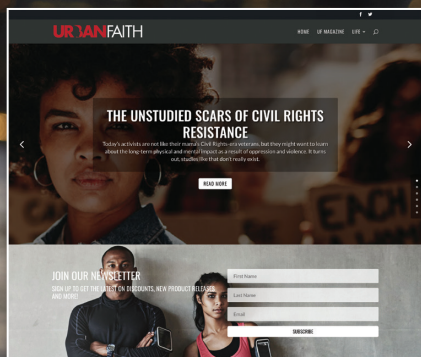 URBANFAITH
HOME UF MAGAZINE LIFE
THE UNSTUDIED SCARS OF CIVIL RIGHTS
RESISTANCE
Today's activists are not like their mama's Civil Rights-era veterans, but they might want to learn
about the long-term physical and mental impact as a result of oppression and violence. It turns
out, studies like that don't really exist.
READ MORE
JOIN OUR NEWSLETTER
SIGN UP TO GET THE LATEST ON DISCOUNTS, NEW PRODUCT RELEASES,
AND MORE!
First Name
Last Name
Email
SUBSCRIBE